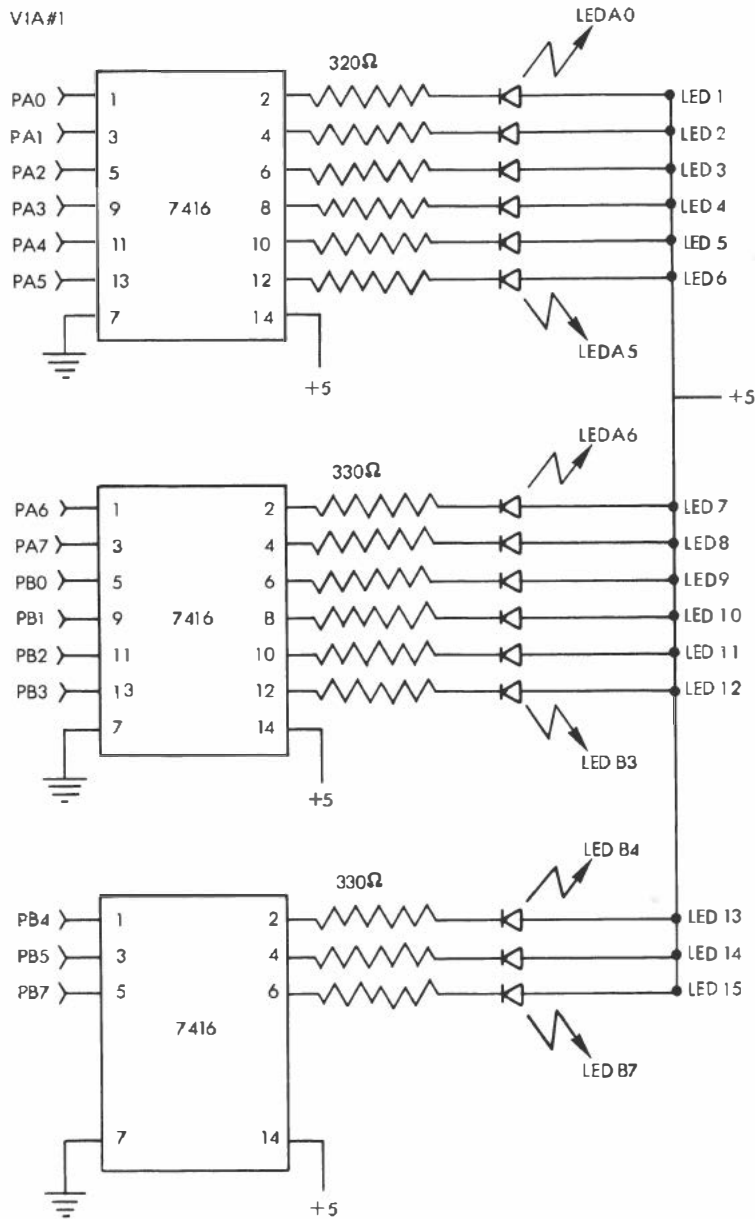 VIA#1
LEDA0
320Ω
PA0 1 2 LED 1
PA1 3 4 LED 2
PA2 5 6 LED 3
PA3 9 7416 8 LED 4
PA4 11 10 LED 5
PA5 13 12 LED6
7 14
LEDA5
+5
+5
LEDA6
330Ω
PA6 1 2 LED 7
PA7 3 4 LED8
PB0 5 6 LED9
PB1 9 7416 8 LED 10
PB2 11 10 LED 11
PB3 13 12 LED 12
7 14
LED B3
+5
LED B4
330Ω
PB4 1 2 LED 13
PB5 3 4 LED 14
PB7 5 6 LED 15
7416
LED B7
7 14
+5